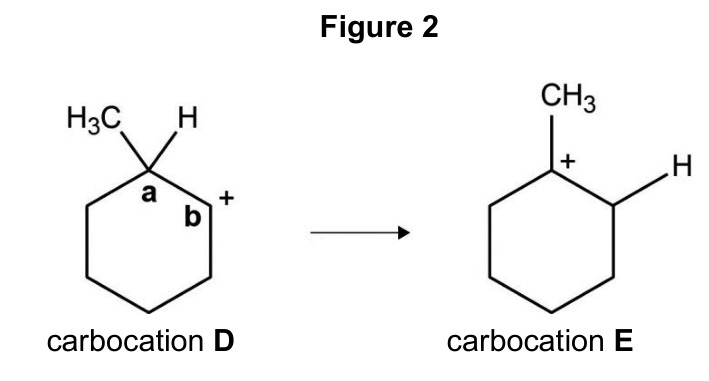 Figure 2
H₃C H
a
b +
carbocation D
CH₃
+
H
carbocation E